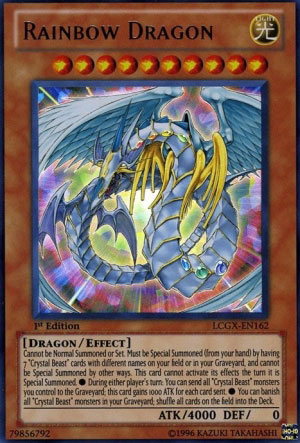 RAINBOW DRAGON
LIGHT
光
1st Edition
LCGX-EN162
[DRAGON / EFFECT]
Cannot be Normal Summoned or Set. Must be Special Summoned (from your hand) by having
7 "Crystal Beast" cards with different names on your field or in your Graveyard, and cannot
be Special Summoned by other ways. This card cannot activate its effects the turn it is
Special Summoned. ● During either player's turn: You can send all "Crystal Beast" monsters
you control to the Graveyard; this card gains 1000 ATK for each card sent. ● You can banish
all "Crystal Beast" monsters in your Graveyard; shuffle all cards on the field into the Deck.
ATK/4000 DEF/ 0
79856792
©1996 KAZUKI TAKAHASHI